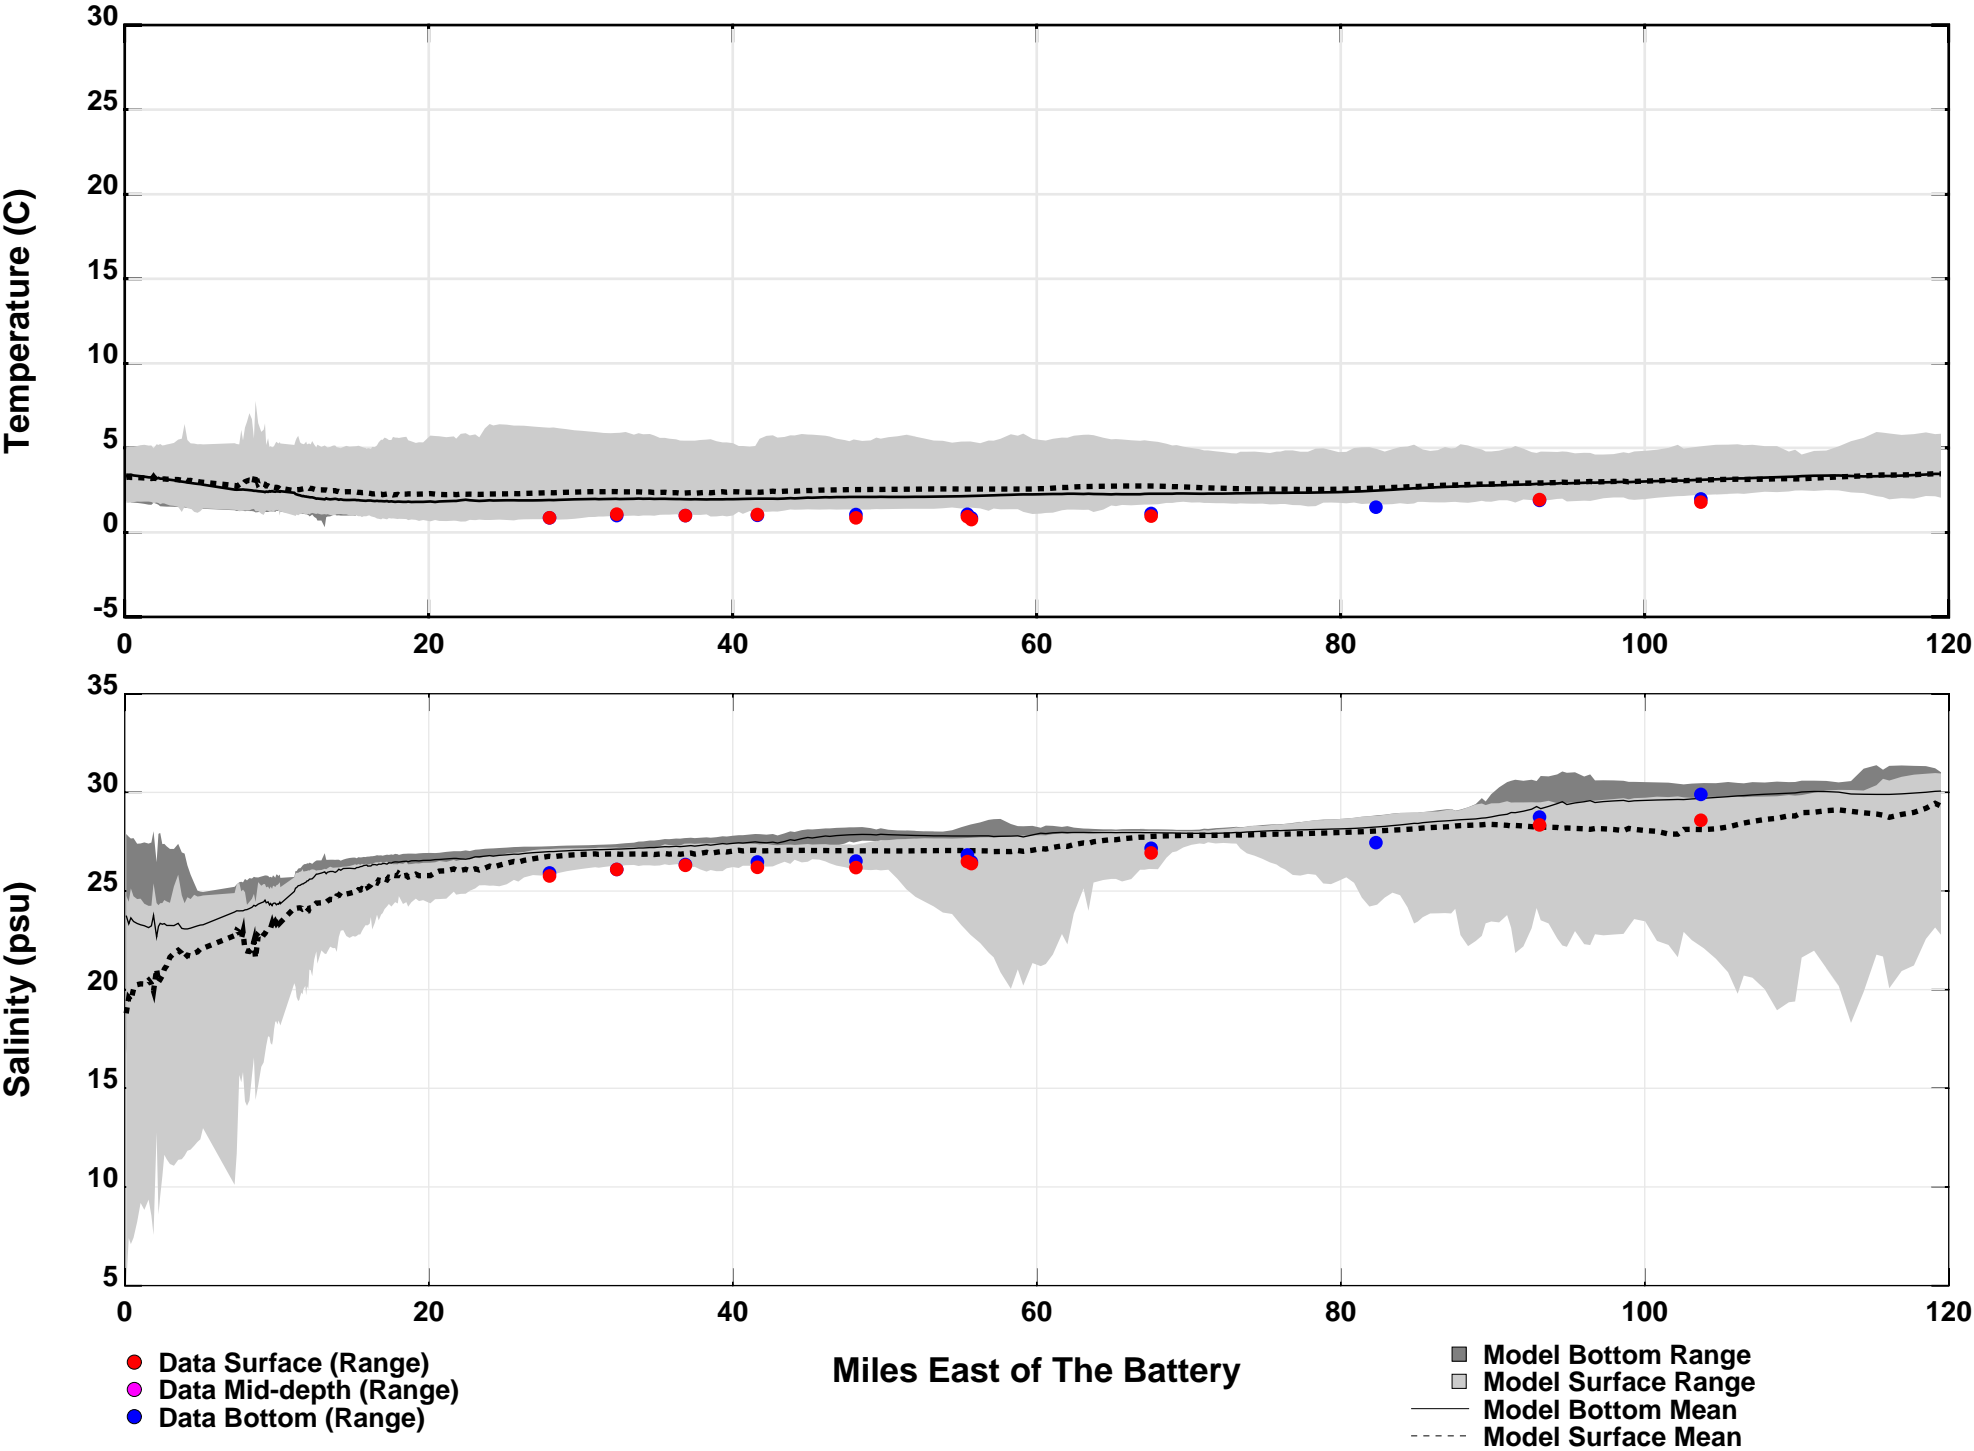 30
25
20
15
10
5
0
-5
Temperature (C)
0 20 40 60 80 100 120
35
30
25
20
15
10
5
Salinity (psu)
0 20 40 60 80 100 120
Miles East of The Battery
Data Surface (Range)
Data Mid-depth (Range)
Data Bottom (Range)
Model Bottom Range
Model Surface Range
Model Bottom Mean
Model Surface Mean